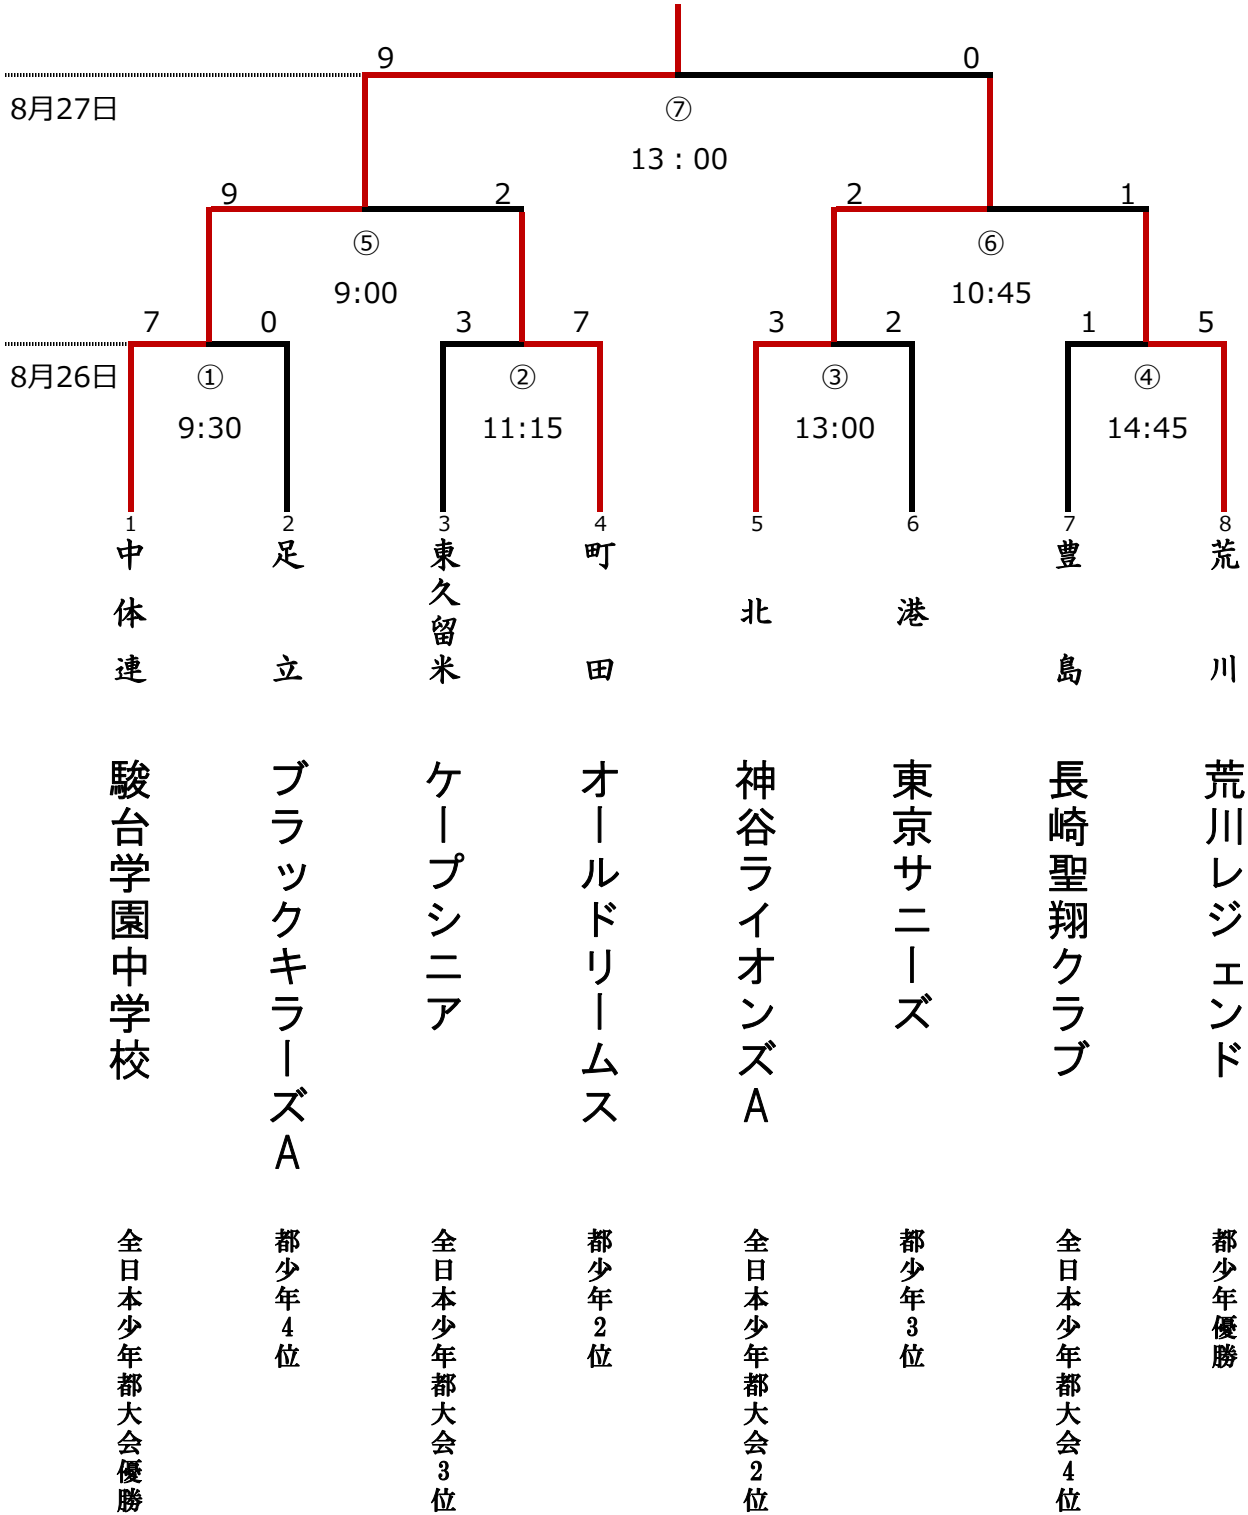 9
0
8月27日
⑦
13：00
9
2
2
1
⑤
⑥
9:00
10:45
7
0
3
7
3
2
1
5
8月26日
①
②
③
④
9:30
11:15
13:00
14:45
1
2
3
4
5
6
7
8
中体連
足立
東久留米
町田
北
港
豊島
荒川
駿台学園中学校
ブラックキラーズA
ケープシニア
オールドリームス
神谷ライオンズA
東京サニーズ
長崎聖翔クラブ
荒川レジェンド
全日本少年都大会優勝
都少年4位
全日本少年都大会3位
都少年2位
全日本少年都大会2位
都少年3位
全日本少年都大会4位
都少年優勝